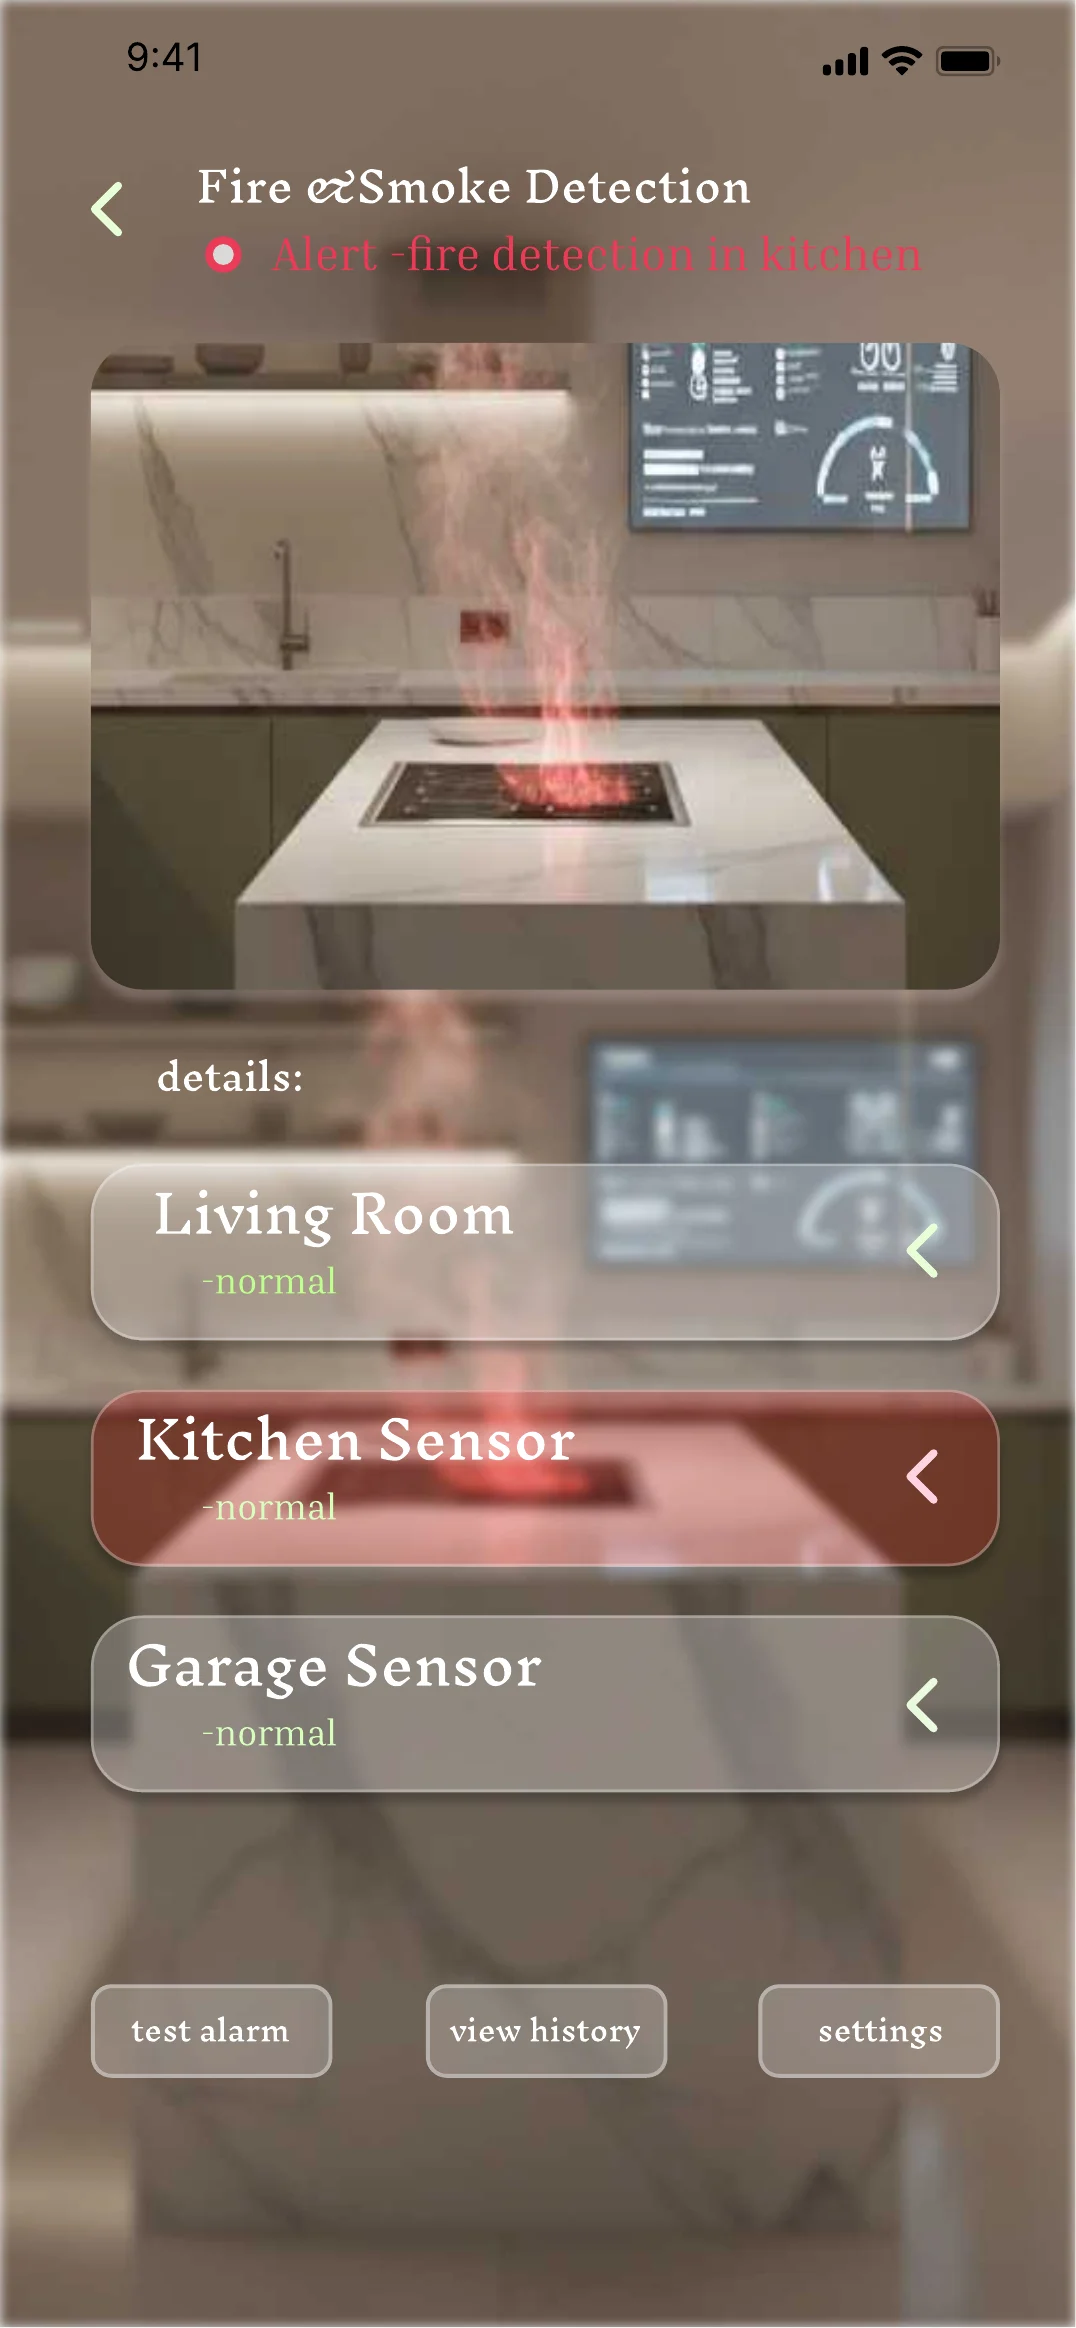 9:41
Fire &Smoke Detection
Alert -fire detection in kitchen
details:
Living Room
-normal
Kitchen Sensor
-normal
Garage Sensor
-normal
test alarm
view history
settings